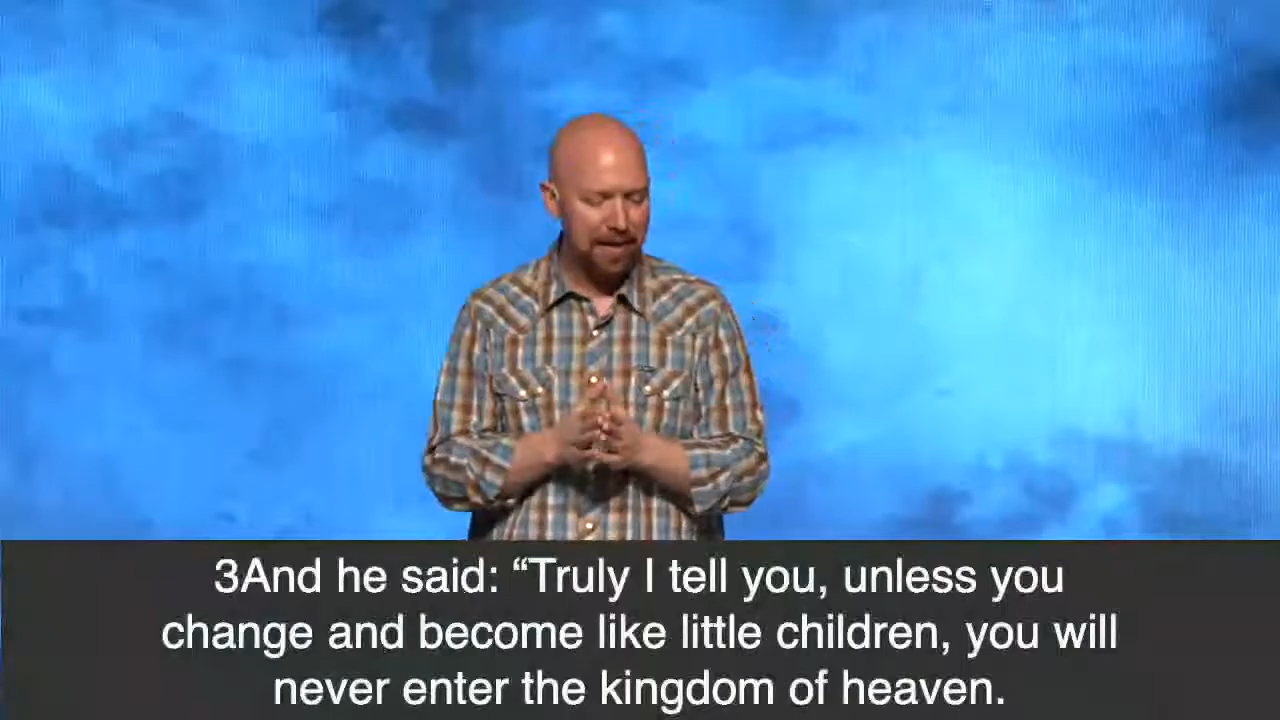 3And he said: “Truly I tell you, unless you
change and become like little children, you will
never enter the kingdom of heaven.